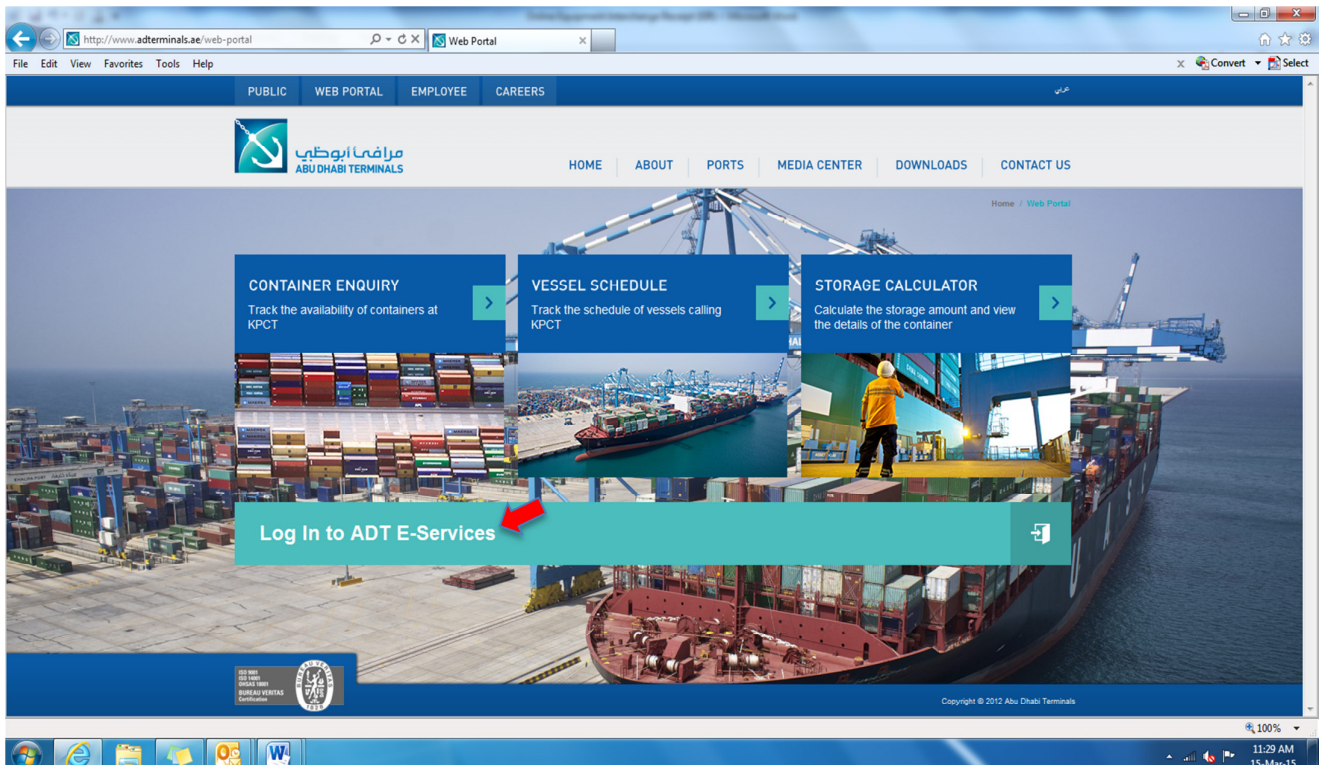 http://www.adterminals.ae/web-portal
Web Portal
File Edit View Favorites Tools Help
Convert
Select
PUBLIC WEB PORTAL EMPLOYEE CAREERS
عربي
مرافئ أبوظبي
ABU DHABI TERMINALS
HOME ABOUT PORTS MEDIA CENTER DOWNLOADS CONTACT US
Home / Web Portal
CONTAINER ENQUIRY
Track the availability of containers at
KPCT
VESSEL SCHEDULE
Track the schedule of vessels calling
KPCT
STORAGE CALCULATOR
Calculate the storage amount and view
the details of the container
Log In to ADT E-Services
ISO 9001
ISO 14001
OHSAS 18001
BUREAU VERITAS
Certification
Copyright © 2012 Abu Dhabi Terminals
100%
11:29 AM
15-Mar-15